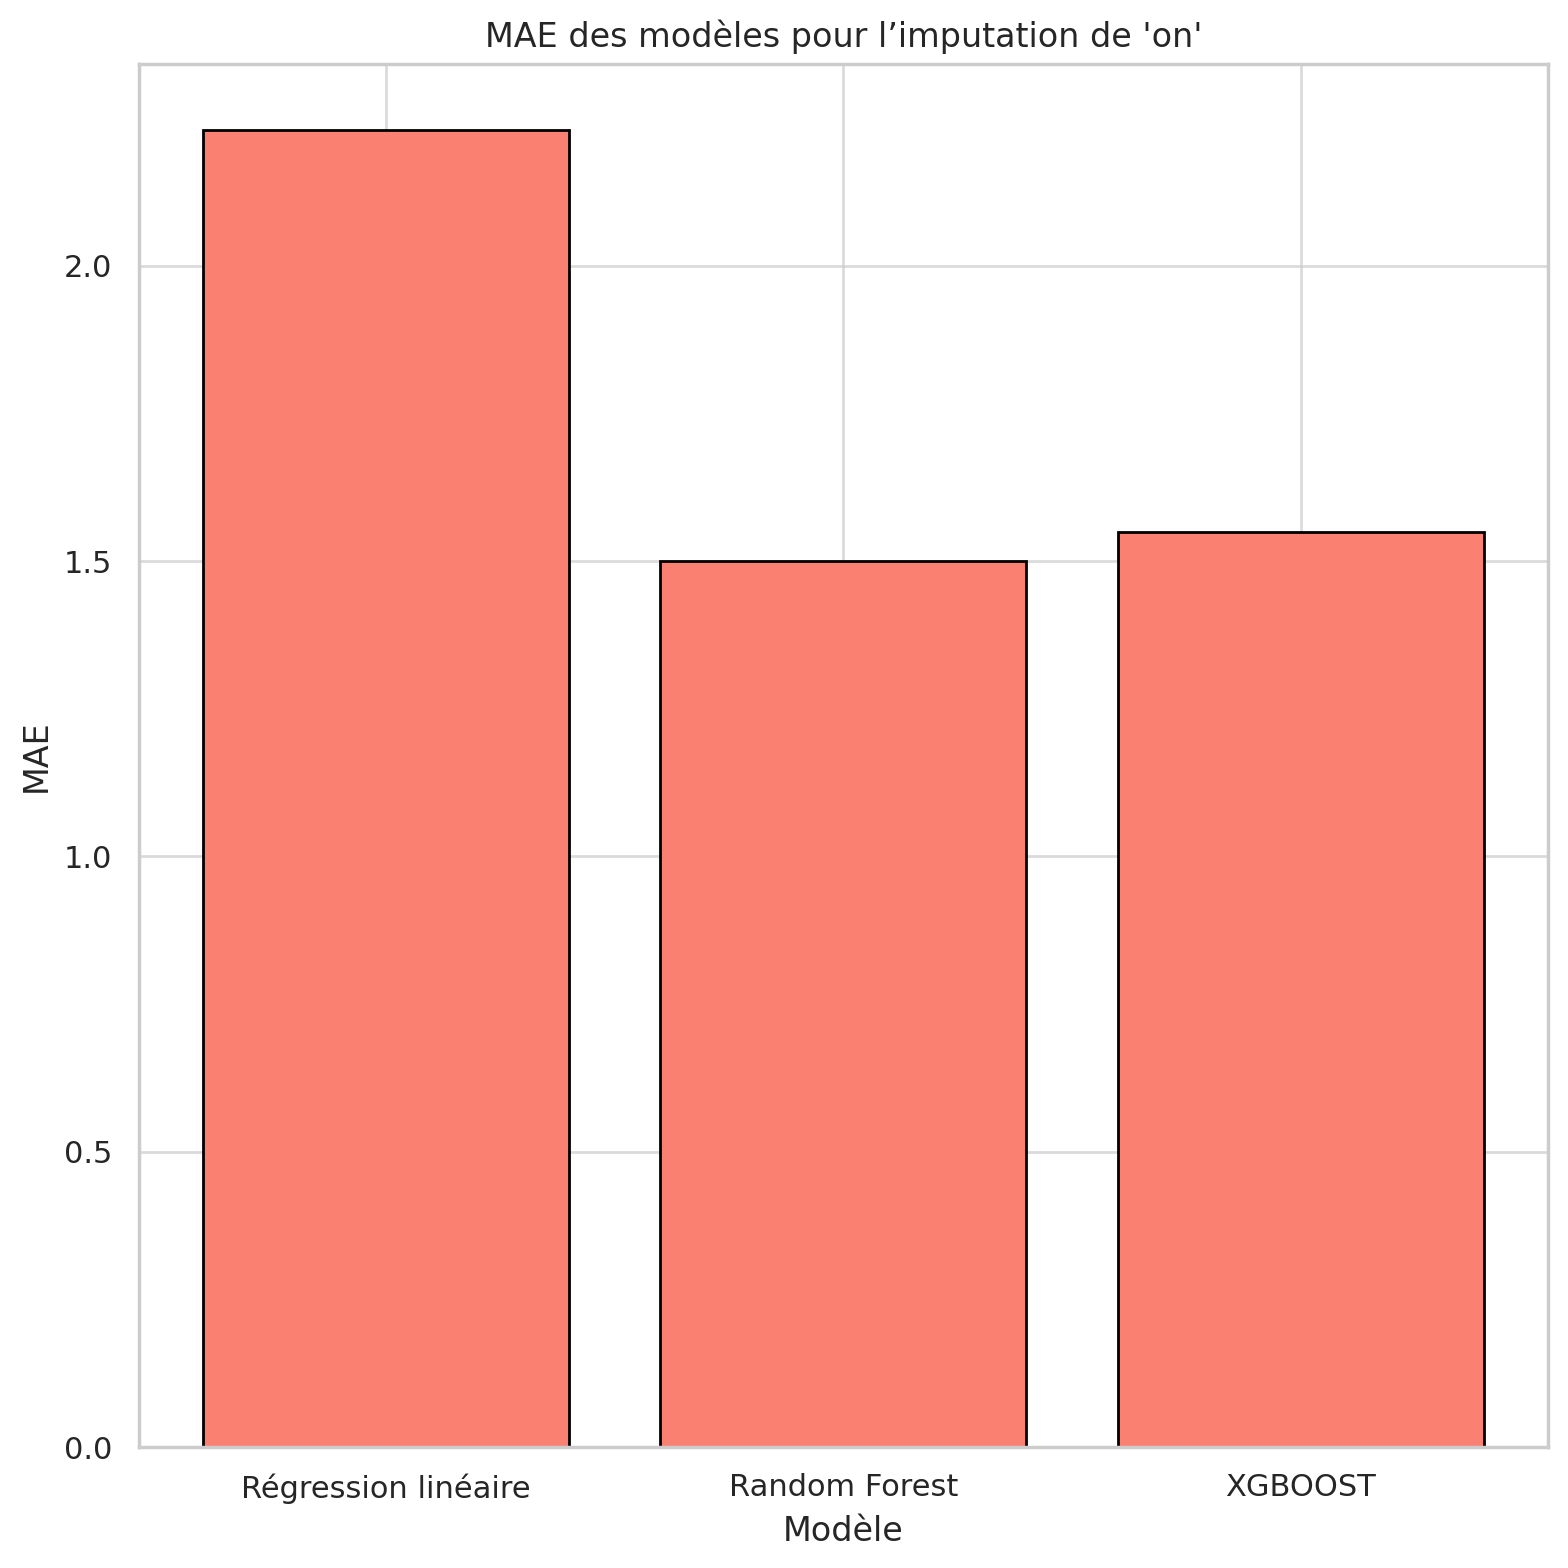 MAE des modèles pour l’imputation de 'on'
MAE
2.0
1.5
1.0
0.5
0.0
Régression linéaire
Random Forest
XGBOOST
Modèle